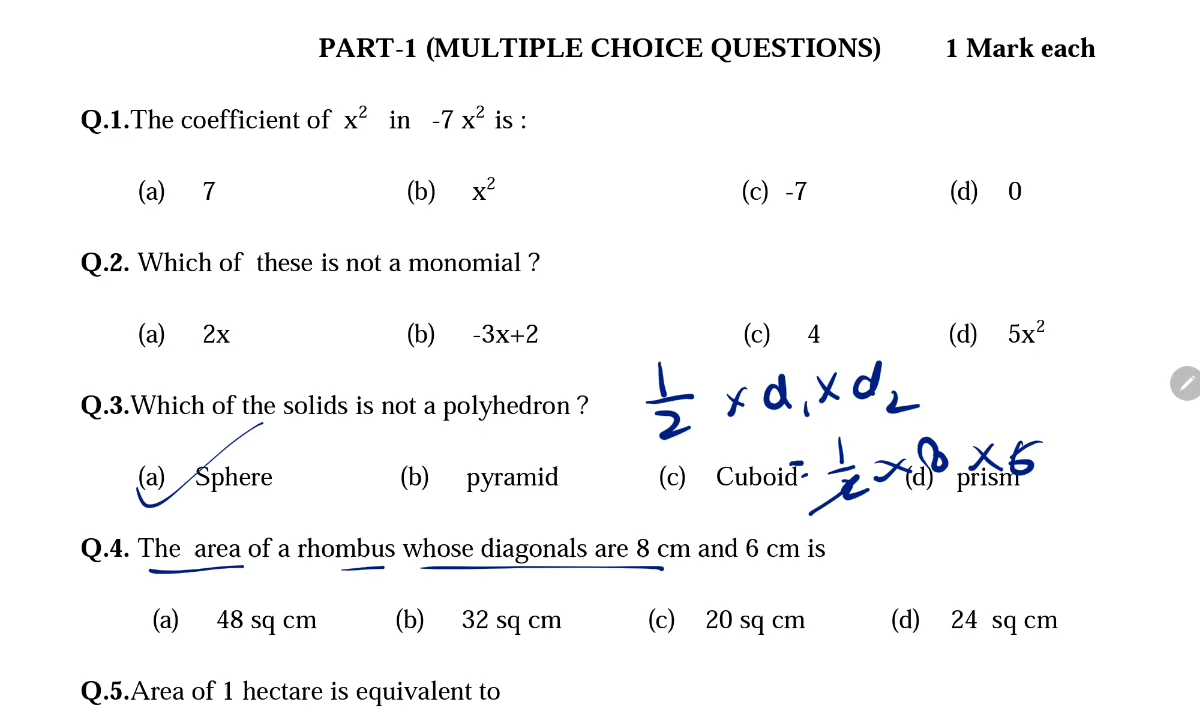 PART-1 (MULTIPLE CHOICE QUESTIONS) 1 Mark each
Q.1.The coefficient of x² in -7 x² is :
(a) 7 (b) x² (c) -7 (d) 0
Q.2. Which of these is not a monomial ?
(a) 2x (b) -3x+2 (c) 4 (d) 5x²
Q.3.Which of the solids is not a polyhedron ?
1/2 × d₁ × d₂
(a) Sphere (b) pyramid (c) Cuboid (d) prism
= 1/2 × 8 × 6
Q.4. The area of a rhombus whose diagonals are 8 cm and 6 cm is
(a) 48 sq cm (b) 32 sq cm (c) 20 sq cm (d) 24 sq cm
Q.5.Area of 1 hectare is equivalent to